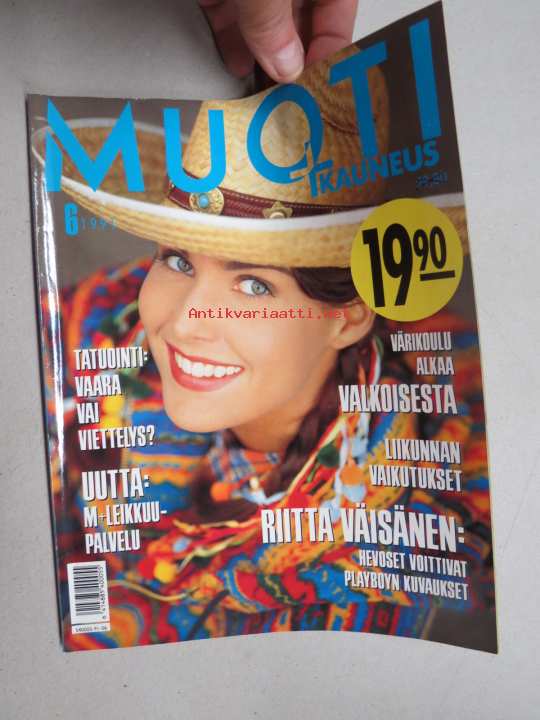 MUOTI
+KAUNEUS
6 1991
19 90
Antikvariaatti.net
TATUOINTI:
VAARA
VAI
VIETTELYS?
UUTTA:
M+LEIKKUU-
PALVELU
VÄRIKOULU
ALKAA
VALKOISESTA
LIIKUNNAN
VAIKUTUKSET
RIITTA VÄISÄNEN:
HEVOSET VOITTIVAT
PLAYBOYN KUVAUKSET